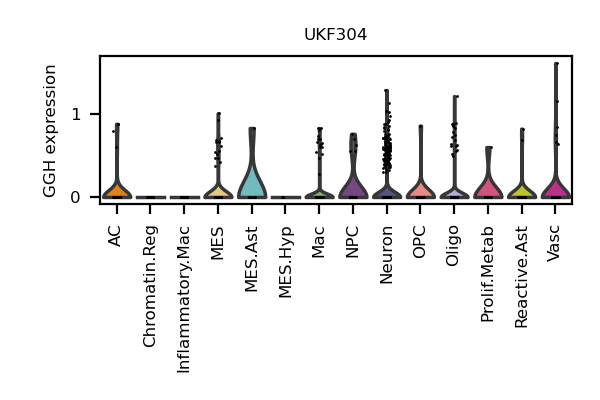 UKF304
GGH expression
1
0
AC
Chromatin.Reg
Inflammatory.Mac
MES
MES.Ast
MES.Hyp
Mac
NPC
Neuron
OPC
Oligo
Prolif.Metab
Reactive.Ast
Vasc